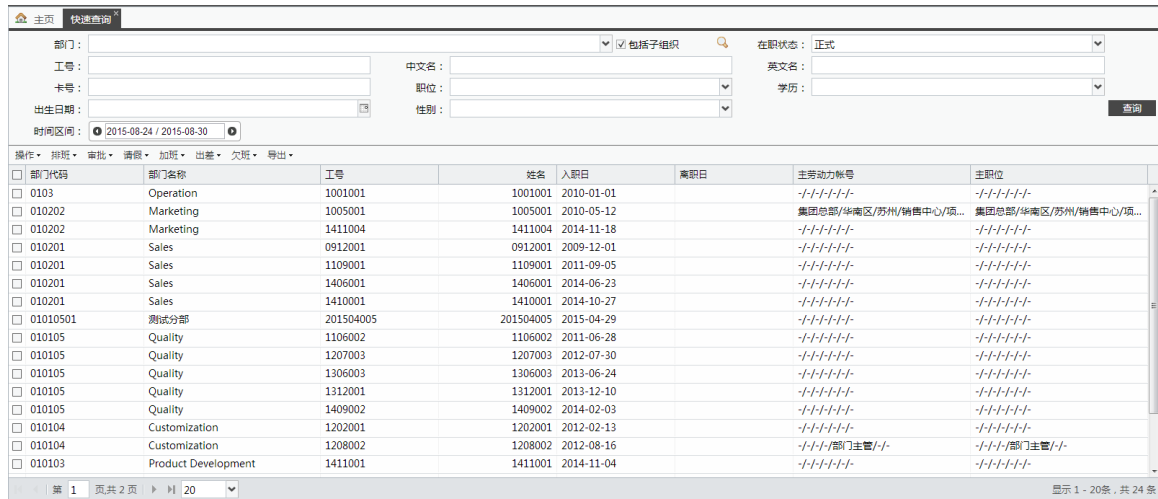 主页 快速查询
部门： 包括子组织 在职状态： 正式
工号： 中文名： 英文名：
卡号： 职位： 学历：
出生日期： 性别： 查询
时间区间： 2015-08-24 / 2015-08-30
操作 排班 审批 请假 加班 出差 欠班 导出
部门代码 部门名称 工号 姓名 入职日 离职日 主劳动力帐号 主职位
0103 Operation 1001001 1001001 2010-01-01 -/-/-/-/-/-/- -/-/-/-/-/-/-
010202 Marketing 1005001 1005001 2010-05-12 集团总部/华南区/苏州/销售中心/项... 集团总部/华南区/苏州/销售中心/项...
010202 Marketing 1411004 1411004 2014-11-18 -/-/-/-/-/-/- -/-/-/-/-/-/-
010201 Sales 0912001 0912001 2009-12-01 -/-/-/-/-/-/- -/-/-/-/-/-/-
010201 Sales 1109001 1109001 2011-09-05 -/-/-/-/-/-/- -/-/-/-/-/-/-
010201 Sales 1406001 1406001 2014-06-23 -/-/-/-/-/-/- -/-/-/-/-/-/-
010201 Sales 1410001 1410001 2014-10-27 -/-/-/-/-/-/- -/-/-/-/-/-/-
01010501 测试分部 201504005 201504005 2015-04-29 -/-/-/-/-/-/- -/-/-/-/-/-/-
010105 Quality 1106002 1106002 2011-06-28 -/-/-/-/-/-/- -/-/-/-/-/-/-
010105 Quality 1207003 1207003 2012-07-30 -/-/-/-/-/-/- -/-/-/-/-/-/-
010105 Quality 1306003 1306003 2013-06-24 -/-/-/-/-/-/- -/-/-/-/-/-/-
010105 Quality 1312001 1312001 2013-12-10 -/-/-/-/-/-/- -/-/-/-/-/-/-
010105 Quality 1409002 1409002 2014-02-03 -/-/-/-/-/-/- -/-/-/-/-/-/-
010104 Customization 1202001 1202001 2012-02-13 -/-/-/-/-/-/- -/-/-/-/-/-/-
010104 Customization 1208002 1208002 2012-08-16 -/-/-/-/部门主管/-/- -/-/-/-/部门主管/-/-
010103 Product Development 1411001 1411001 2014-11-04 -/-/-/-/-/-/- -/-/-/-/-/-/-
第 1 页,共 2 页 20 显示 1 - 20条，共 24 条